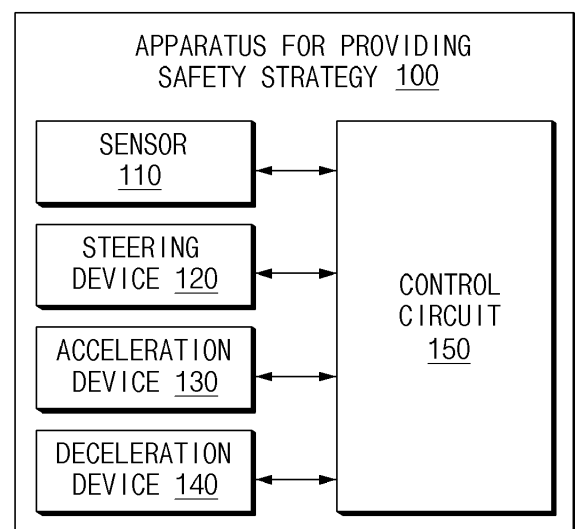 APPARATUS FOR PROVIDING
SAFETY STRATEGY 100
SENSOR
110
STEERING
DEVICE 120
ACCELERATION
DEVICE 130
DECELERATION
DEVICE 140
CONTROL
CIRCUIT
150